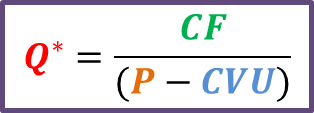 Q* = CF / (P − CVU)